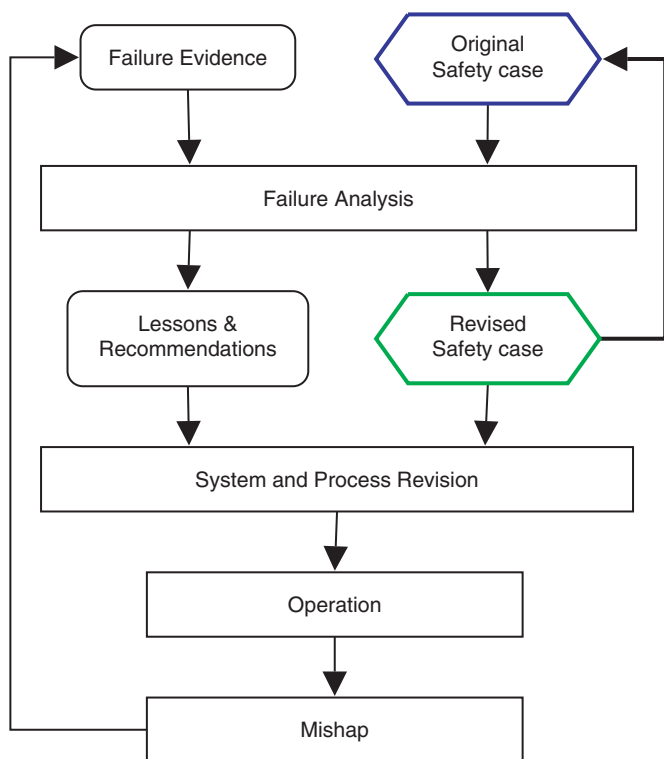 Failure Evidence
Original
Safety case
Failure Analysis
Lessons &
Recommendations
Revised
Safety case
System and Process Revision
Operation
Mishap